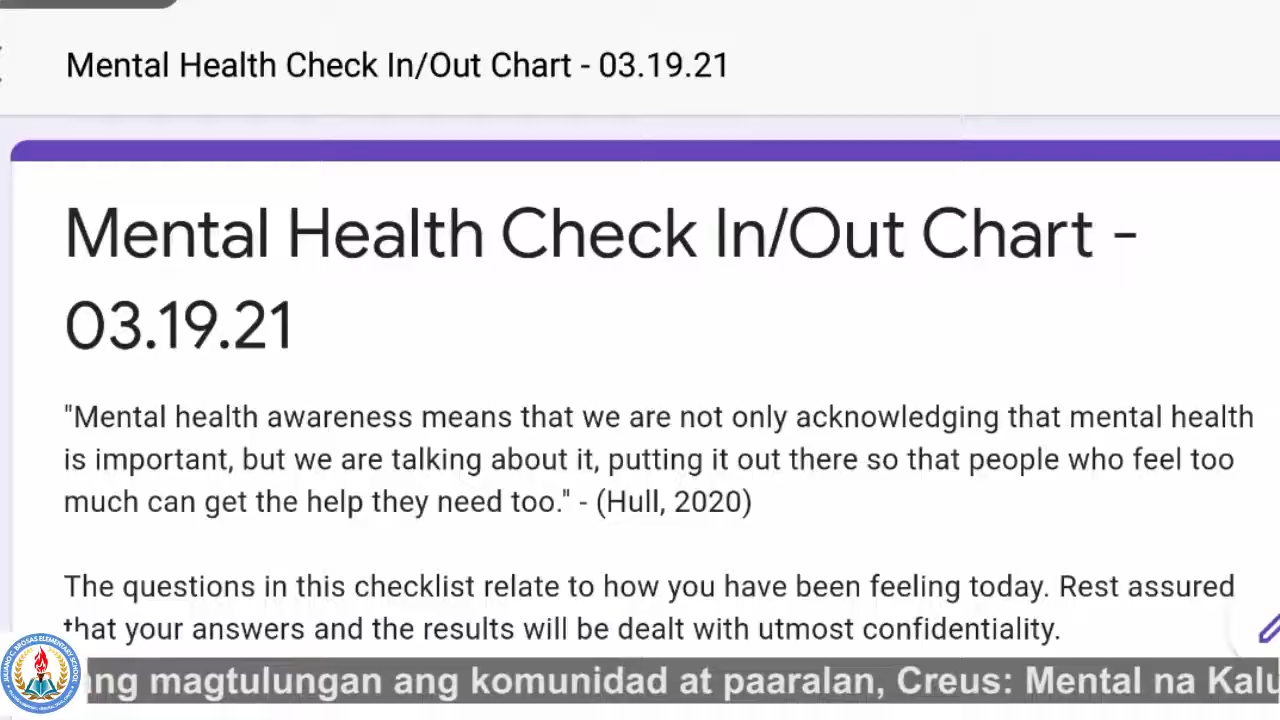 Mental Health Check In/Out Chart - 03.19.21
Mental Health Check In/Out Chart -
03.19.21
"Mental health awareness means that we are not only acknowledging that mental health
is important, but we are talking about it, putting it out there so that people who feel too
much can get the help they need too." - (Hull, 2020)
The questions in this checklist relate to how you have been feeling today. Rest assured
that your answers and the results will be dealt with utmost confidentiality.
JULIANO C. BROSAS ELEMENTARY SCHOOL
ang magtulungan ang komunidad at paaralan, Creus: Mental na Kalu